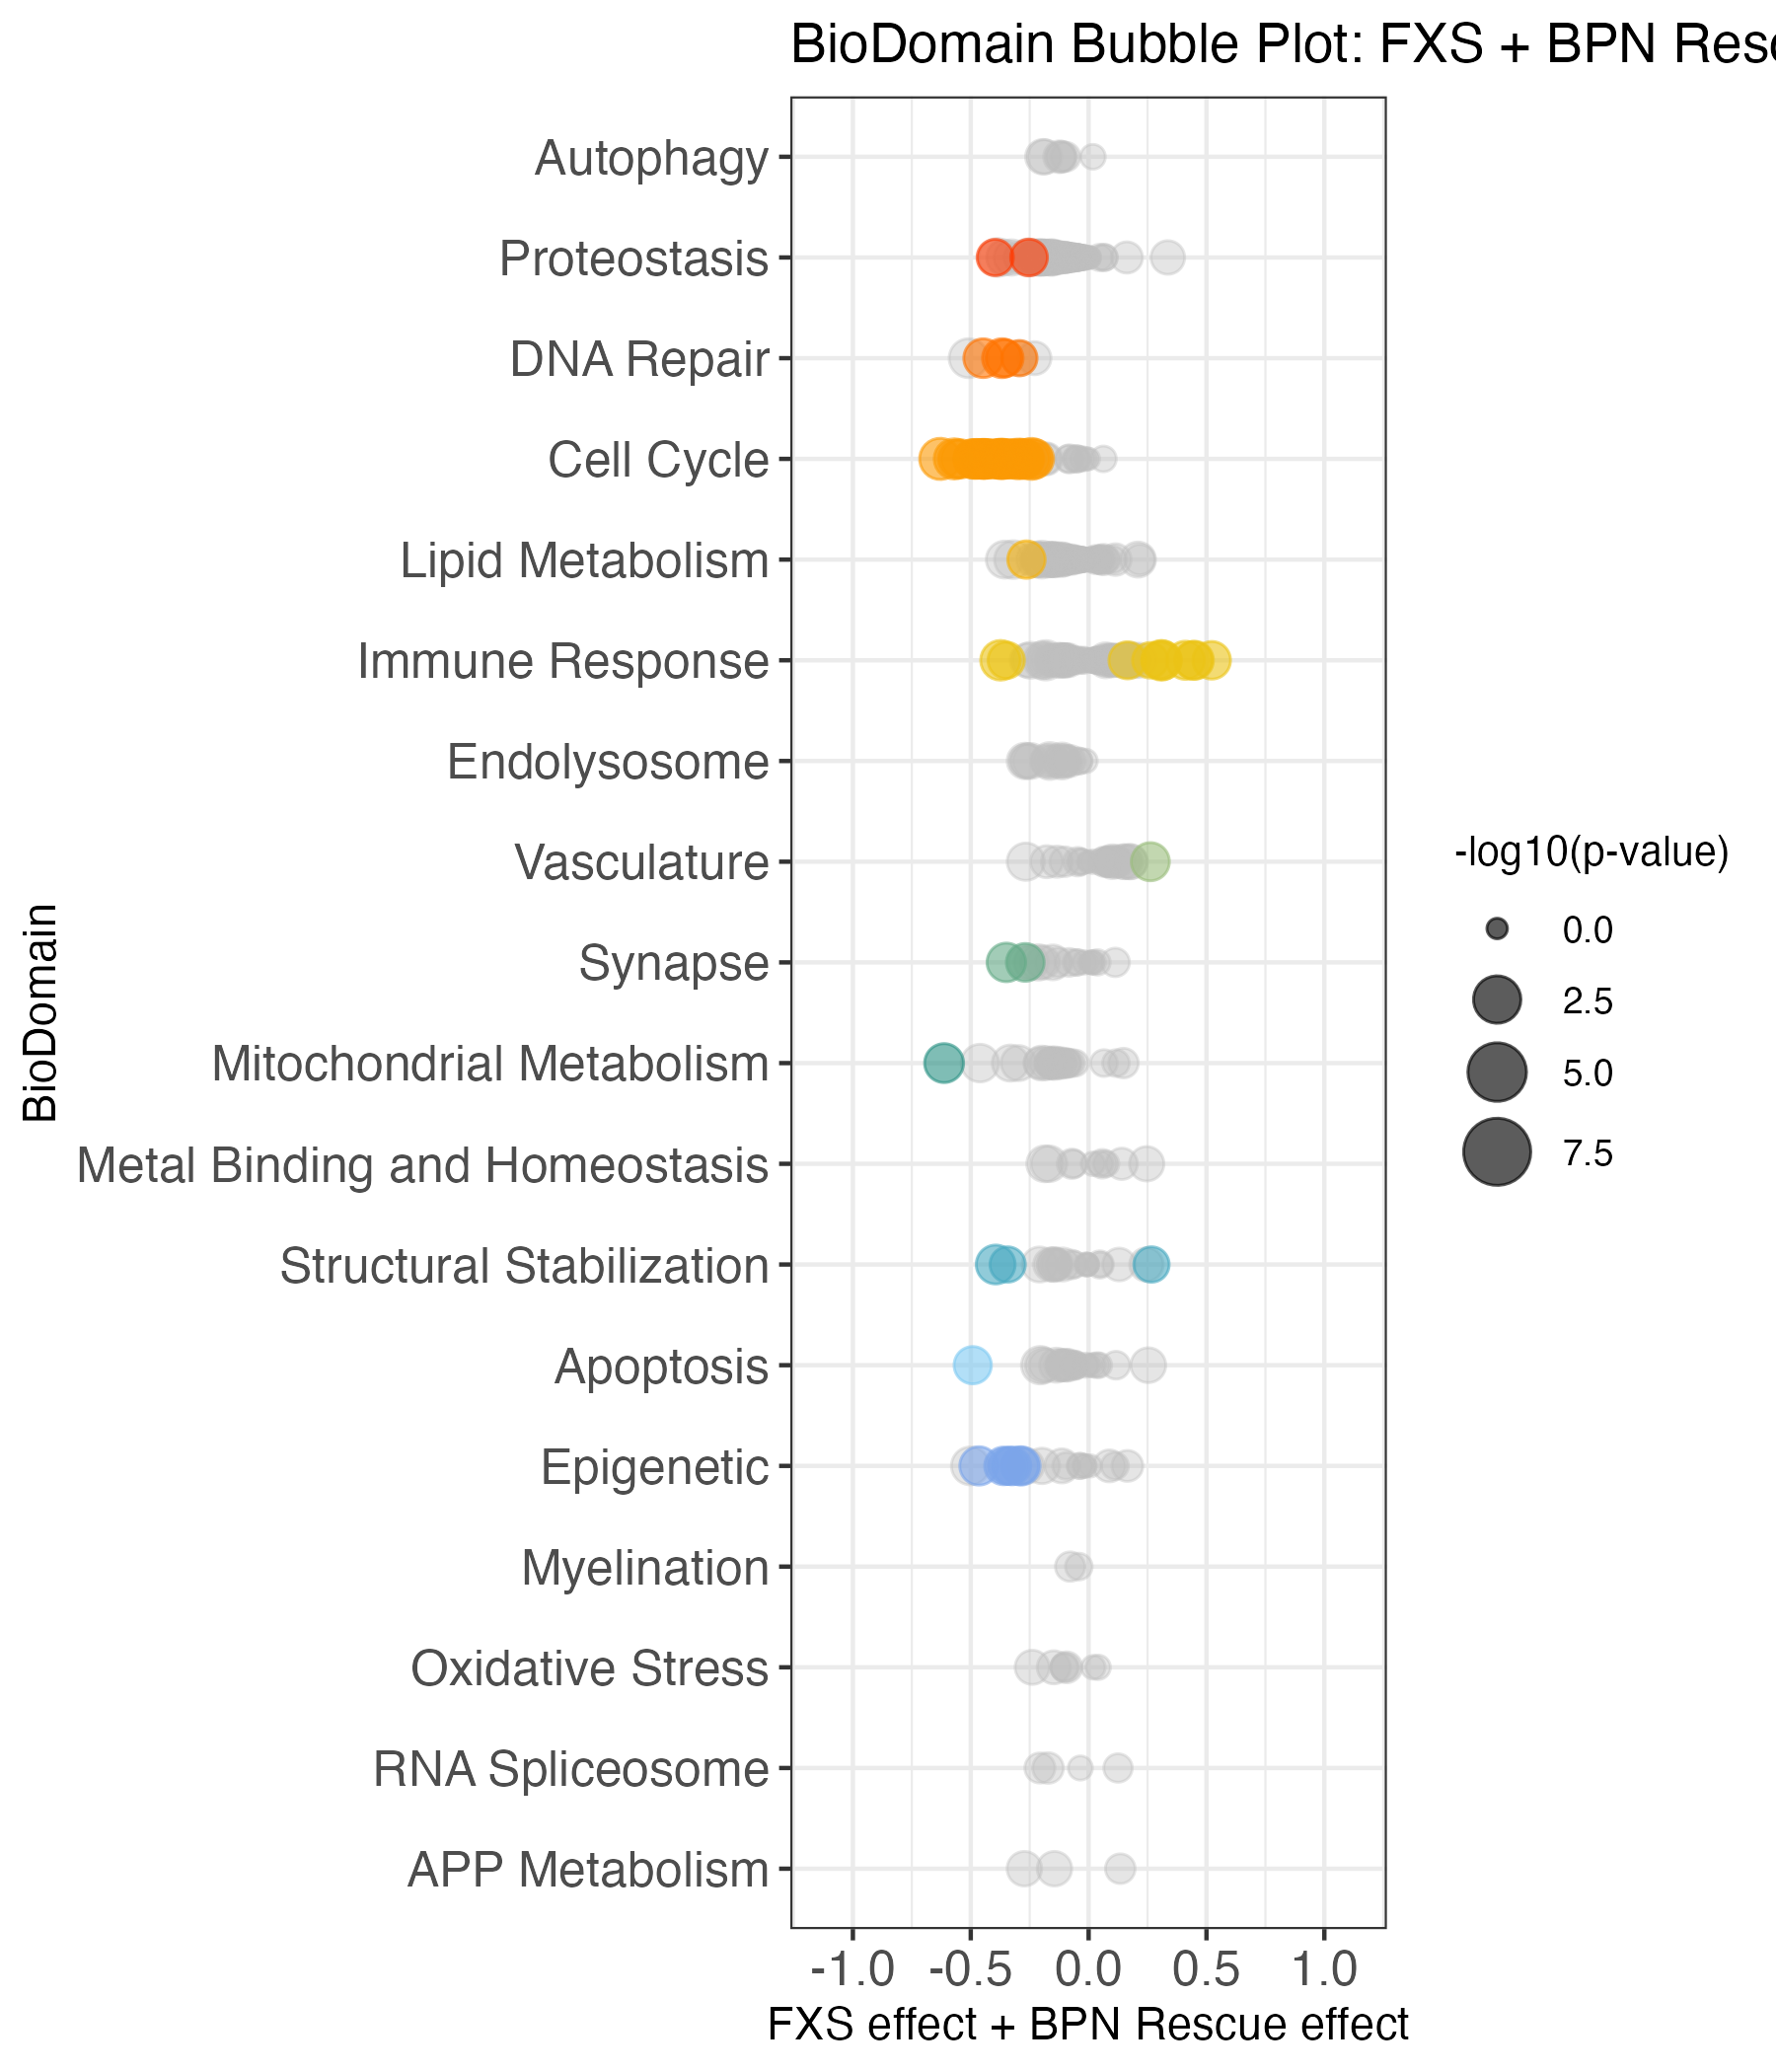 BioDomain Bubble Plot: FXS + BPN Resc
Autophagy
Proteostasis
DNA Repair
Cell Cycle
Lipid Metabolism
Immune Response
Endolysosome
Vasculature
Synapse
Mitochondrial Metabolism
Metal Binding and Homeostasis
Structural Stabilization
Apoptosis
Epigenetic
Myelination
Oxidative Stress
RNA Spliceosome
APP Metabolism
BioDomain
-1.0 -0.5 0.0 0.5 1.0
FXS effect + BPN Rescue effect
-log10(p-value)
0.0
2.5
5.0
7.5